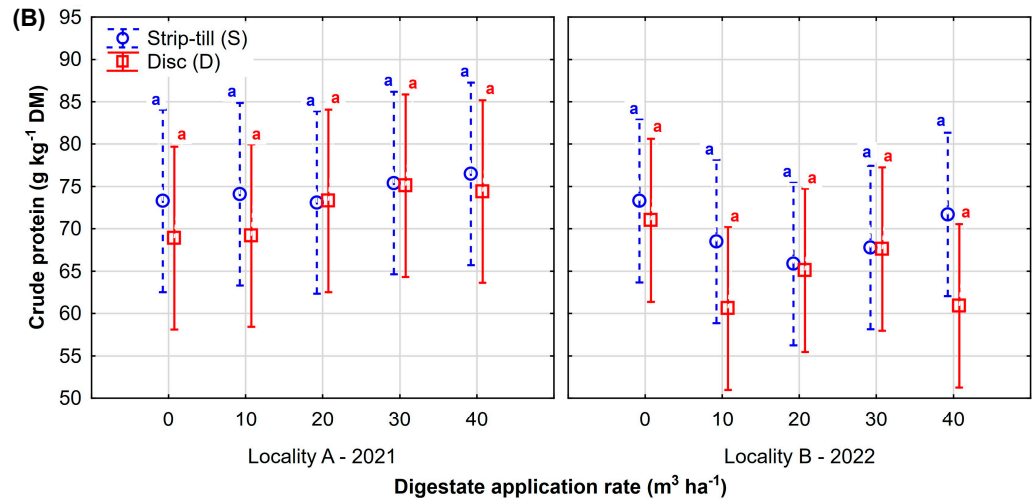 (B)
Crude protein (g kg⁻¹ DM)
95
90
85
80
75
70
65
60
55
50
Strip-till (S)
Disc (D)
a a a a a a a a a a
a a a a a a a a a a
0 10 20 30 40
0 10 20 30 40
Locality A - 2021
Locality B - 2022
Digestate application rate (m³ ha⁻¹)